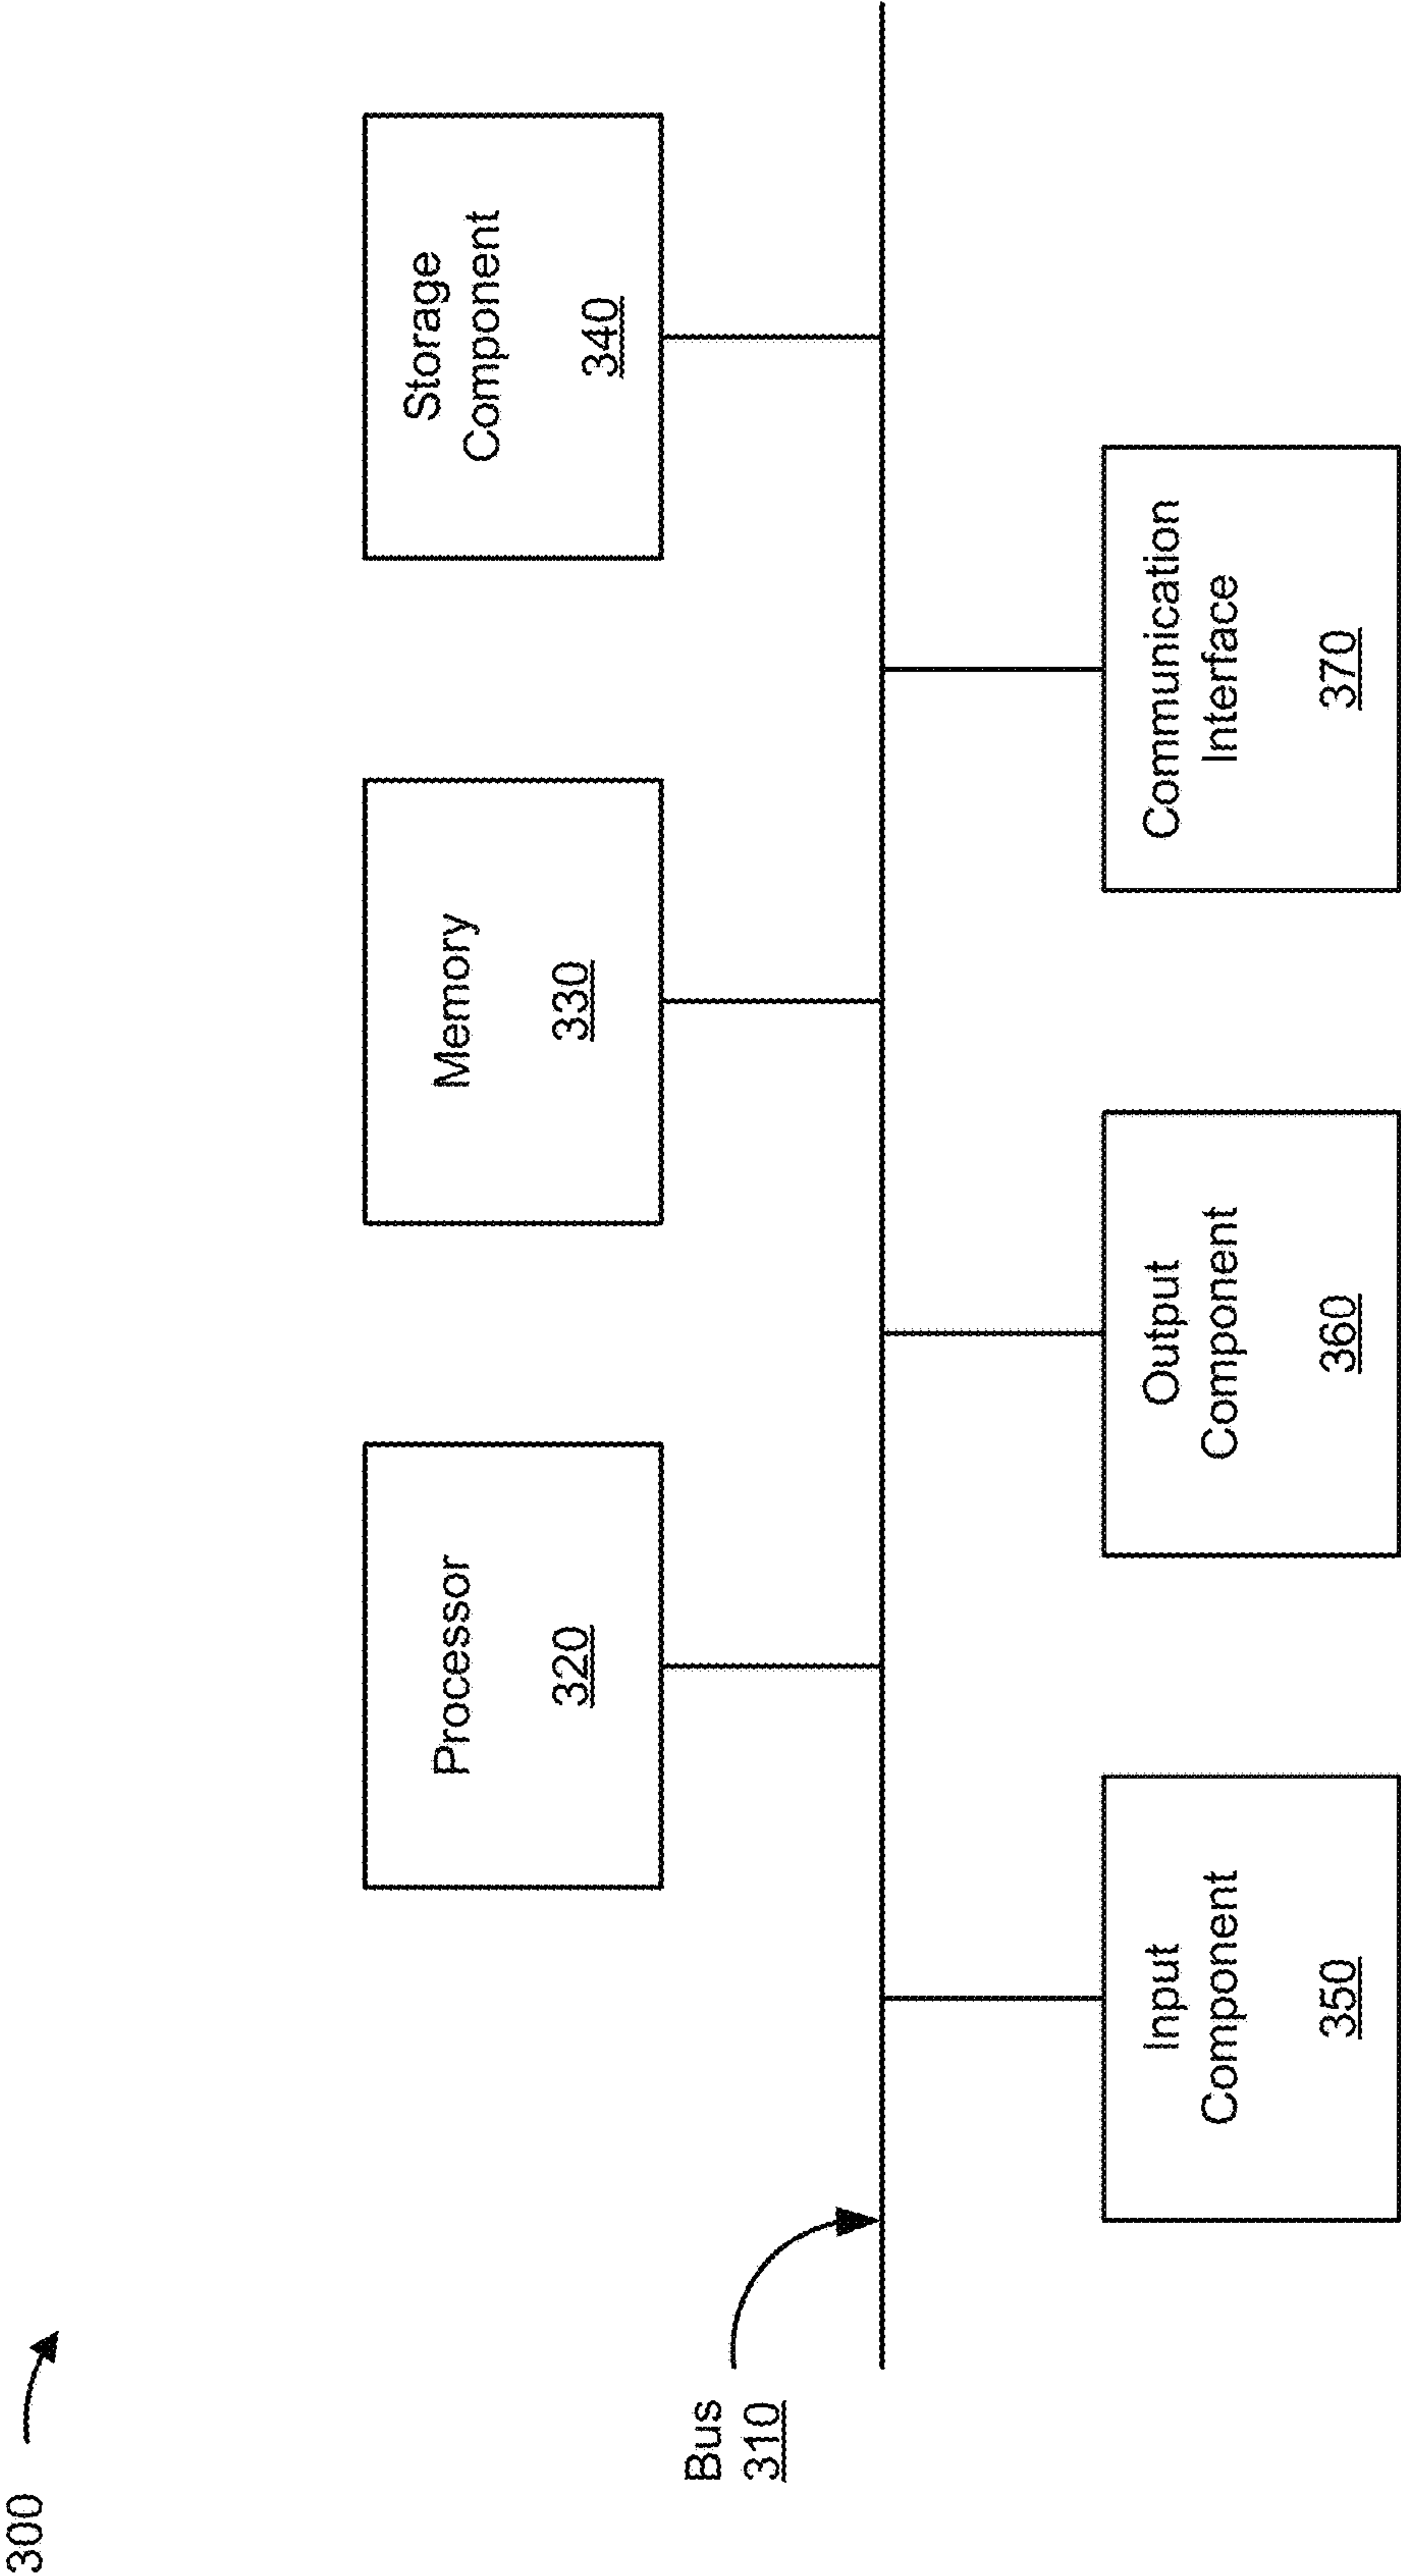 300
Bus
310
Processor
320
Memory
330
Storage
Component
340
Input
Component
350
Output
Component
360
Communication
Interface
370